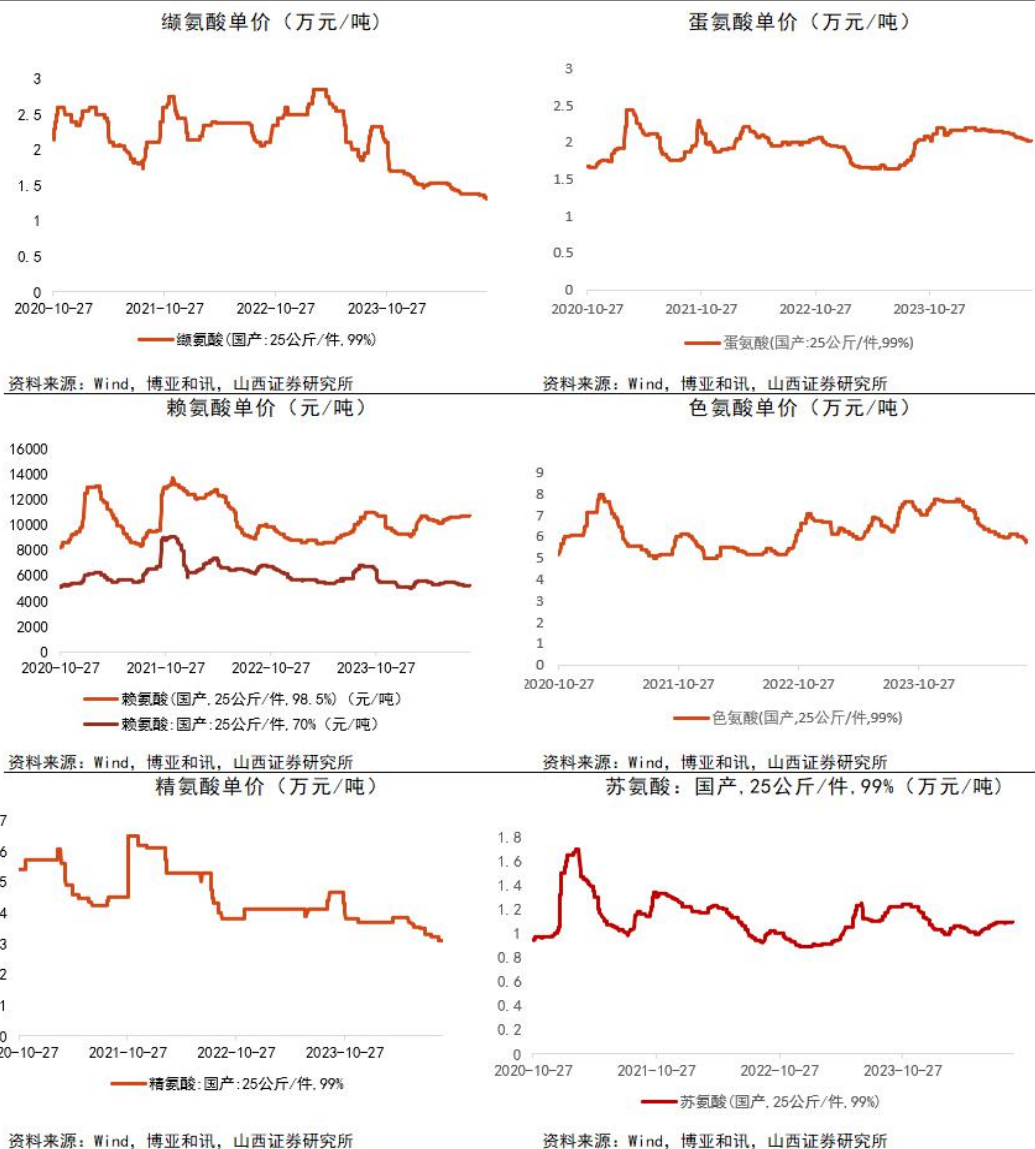 缬氨酸单价（万元/吨）
3
2.5
2
1.5
1
0.5
0
2020-10-27 2021-10-27 2022-10-27 2023-10-27
缬氨酸(国产:25公斤/件,99%)
资料来源：Wind，博亚和讯，山西证券研究所
蛋氨酸单价（万元/吨）
3
2.5
2
1.5
1
0.5
0
2020-10-27 2021-10-27 2022-10-27 2023-10-27
蛋氨酸(国产:25公斤/件,99%)
资料来源：Wind，博亚和讯，山西证券研究所
赖氨酸单价（元/吨）
16000
14000
12000
10000
8000
6000
4000
2000
0
2020-10-27 2021-10-27 2022-10-27 2023-10-27
赖氨酸(国产,25公斤/件,98.5%)（元/吨）
赖氨酸:国产:25公斤/件,70%（元/吨）
资料来源：Wind，博亚和讯，山西证券研究所
色氨酸单价（万元/吨）
9
8
7
6
5
4
3
2
1
0
2020-10-27 2021-10-27 2022-10-27 2023-10-27
色氨酸(国产,25公斤/件,99%)
资料来源：Wind，博亚和讯，山西证券研究所
精氨酸单价（万元/吨）
7
6
5
4
3
2
1
0
20-10-27 2021-10-27 2022-10-27 2023-10-27
精氨酸:国产:25公斤/件,99%
资料来源：Wind，博亚和讯，山西证券研究所
苏氨酸：国产,25公斤/件,99%（万元/吨）
1.8
1.6
1.4
1.2
1
0.8
0.6
0.4
0.2
0
2020-10-27 2021-10-27 2022-10-27 2023-10-27
苏氨酸(国产,25公斤/件,99%)
资料来源：Wind，博亚和讯，山西证券研究所